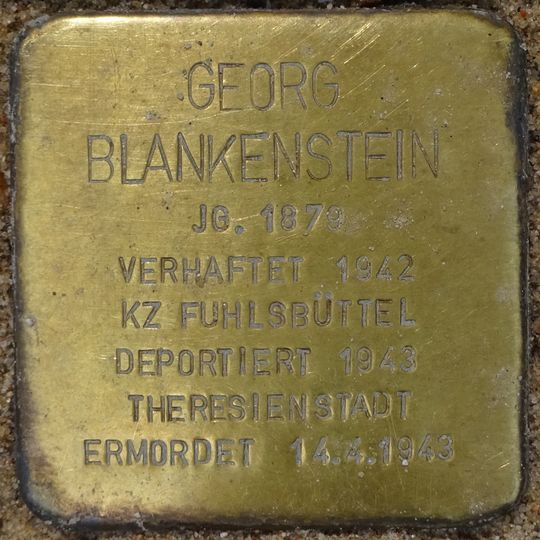 GEORG
BLANKENSTEIN
JG. 1879
VERHAFTET 1942
KZ FUHLSBÜTTEL
DEPORTIERT 1943
THERESIENSTADT
ERMORDET 14.4.1943